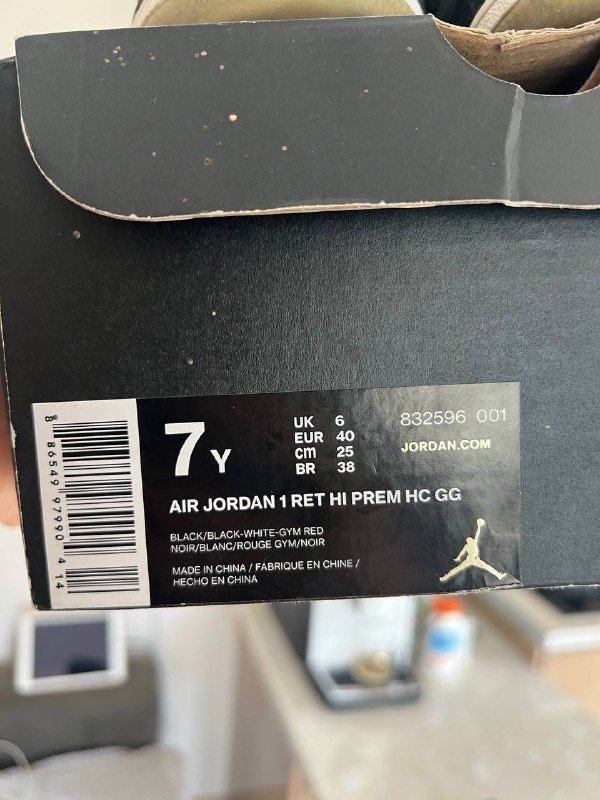 7Y
UK 6
EUR 40
cm 25
BR 38
832596 001
JORDAN.COM
AIR JORDAN 1 RET HI PREM HC GG
BLACK/BLACK-WHITE-GYM RED
NOIR/BLANC/ROUGE GYM/NOIR
MADE IN CHINA / FABRIQUE EN CHINE /
HECHO EN CHINA
8 86549 97990 4 14